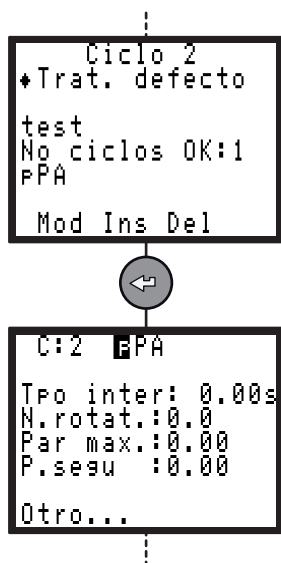 Ciclo 2
♦Trat. defecto
test
No ciclos OK:1
pPA
Mod Ins Del
C:2 pPA
Tpo inter: 0.00s
N.rotat.:0.0
Par max.:0.00
P.segu :0.00
Otro...